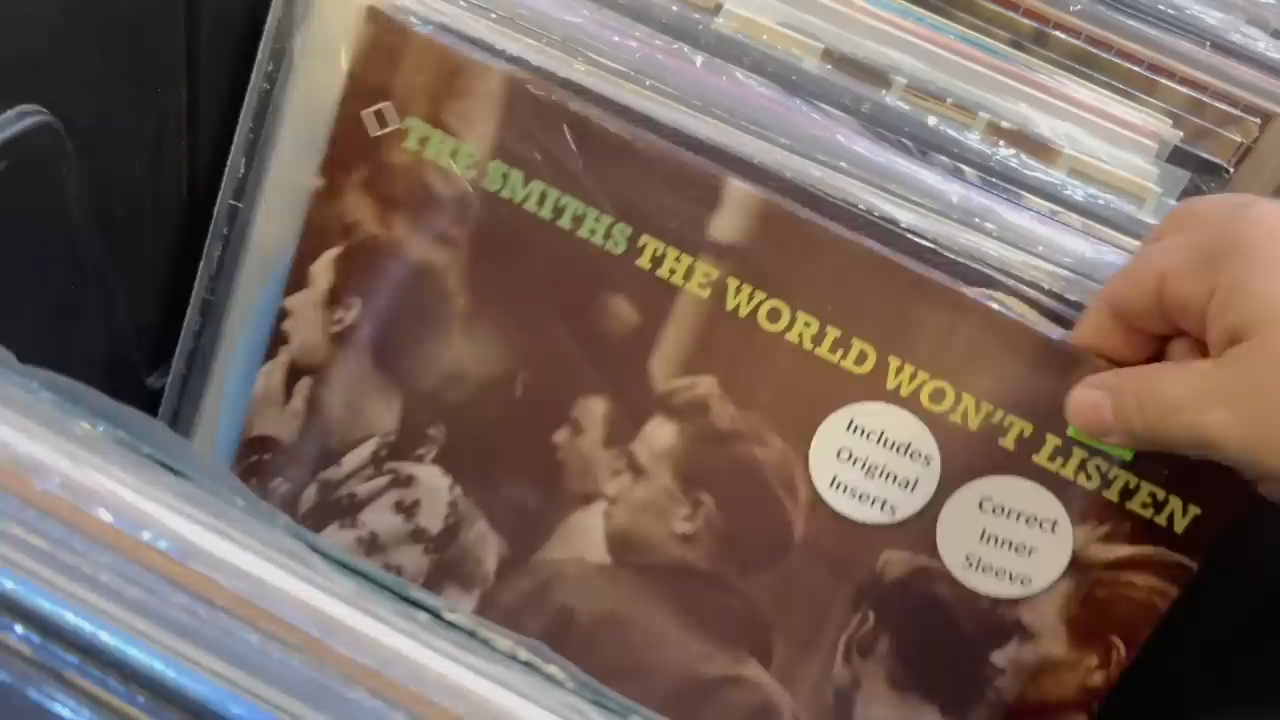 THE SMITHS THE WORLD WON'T LISTEN
Includes
Original
Inserts
Correct
Inner
Sleeve